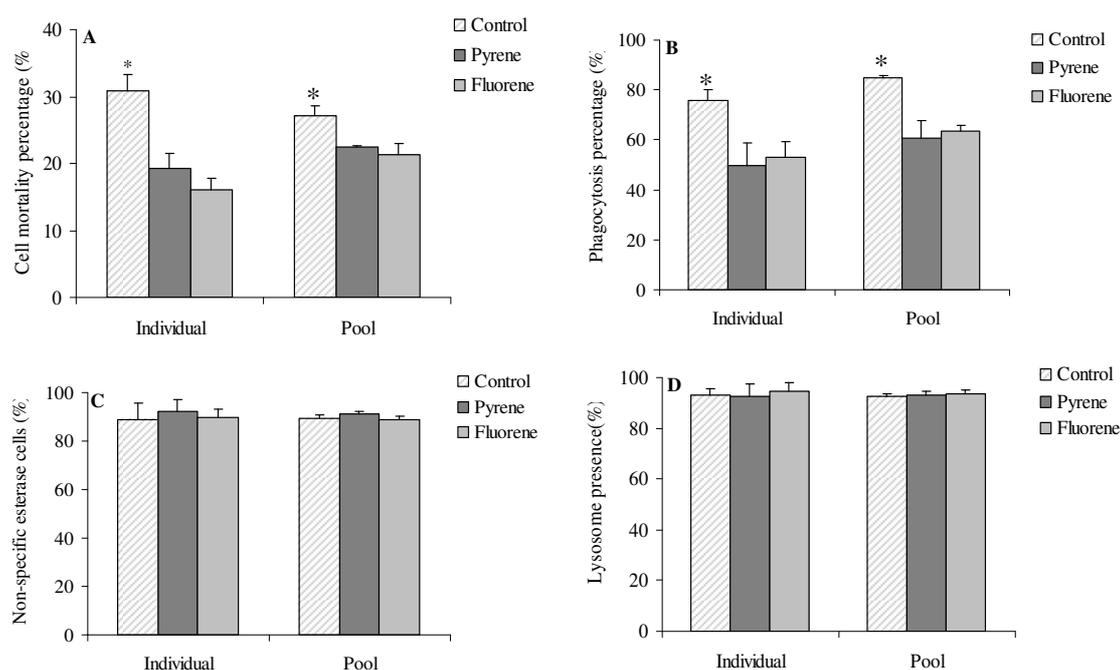 A
Cell mortality percentage (%
40
30
20
10
0
*
*
Individual
Pool
Control
Pyrene
Fluorene
B
Phagocytosis percentage (%)
100
80
60
40
20
0
*
*
Individual
Pool
Control
Pyrene
Fluorene
C
Non-specific esterase cells (%)
100
80
60
40
20
0
Individual
Pool
Control
Pyrene
Fluorene
D
Lysosome presence(%)
100
80
60
40
20
0
Individual
Pool
Control
Pyrene
Fluorene